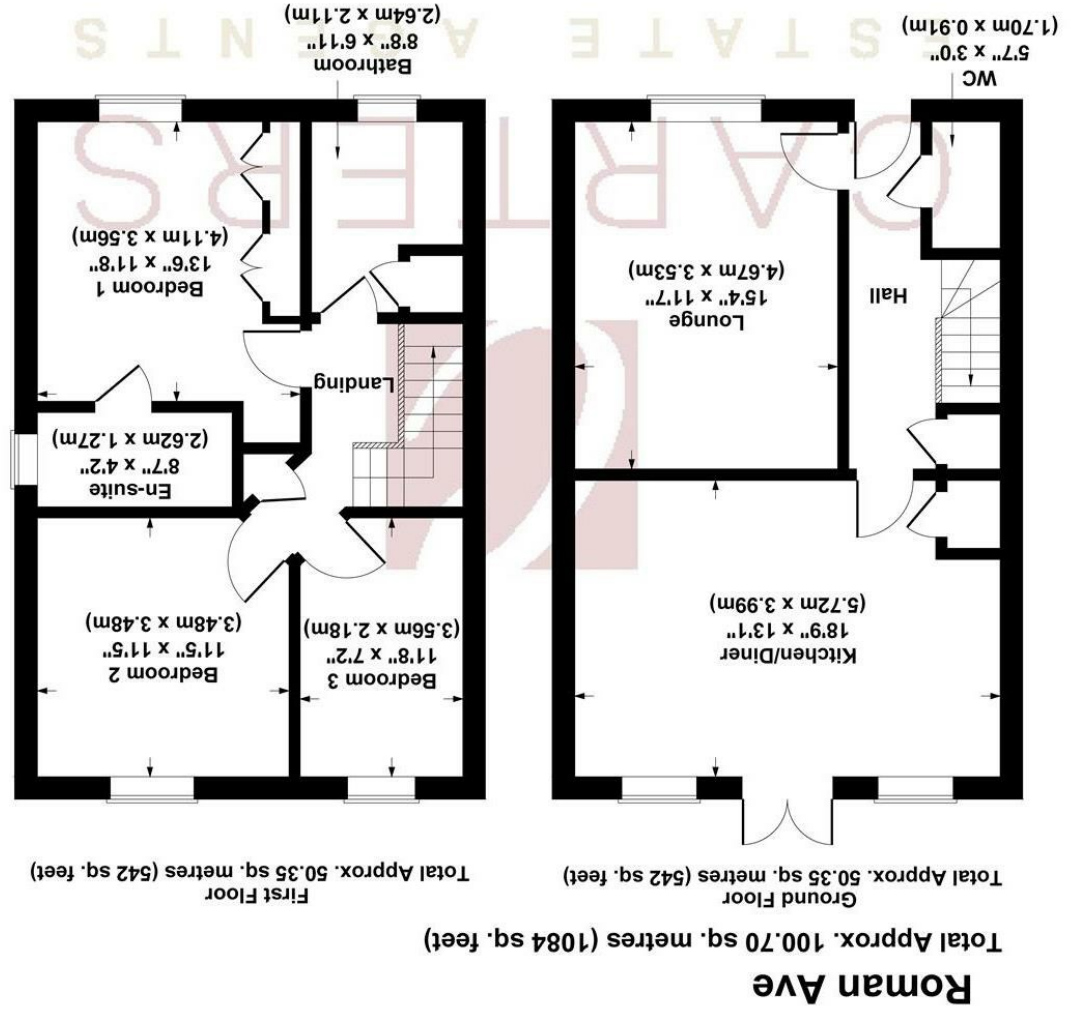 Roman Ave
Total Approx. 100.70 sq. metres (1084 sq. feet)
Ground Floor
Total Approx. 50.35 sq. metres (542 sq. feet)
Kitchen/Diner
18'9" x 13'1"
(5.72m x 3.99m)
Hall
Lounge
15'4" x 11'7"
(4.67m x 3.53m)
WC
5'7" x 3'0"
(1.70m x 0.91m)
First Floor
Total Approx. 50.35 sq. metres (542 sq. feet)
Bedroom 3
11'8" x 7'2"
(3.56m x 2.18m)
Bedroom 2
11'5" x 11'5"
(3.48m x 3.48m)
En-suite
8'7" x 4'2"
(2.62m x 1.27m)
Landing
Bedroom 1
13'6" x 11'8"
(4.11m x 3.56m)
Bathroom
8'8" x 6'11"
(2.64m x 2.11m)
CARTERS
ESTATE AGENTS